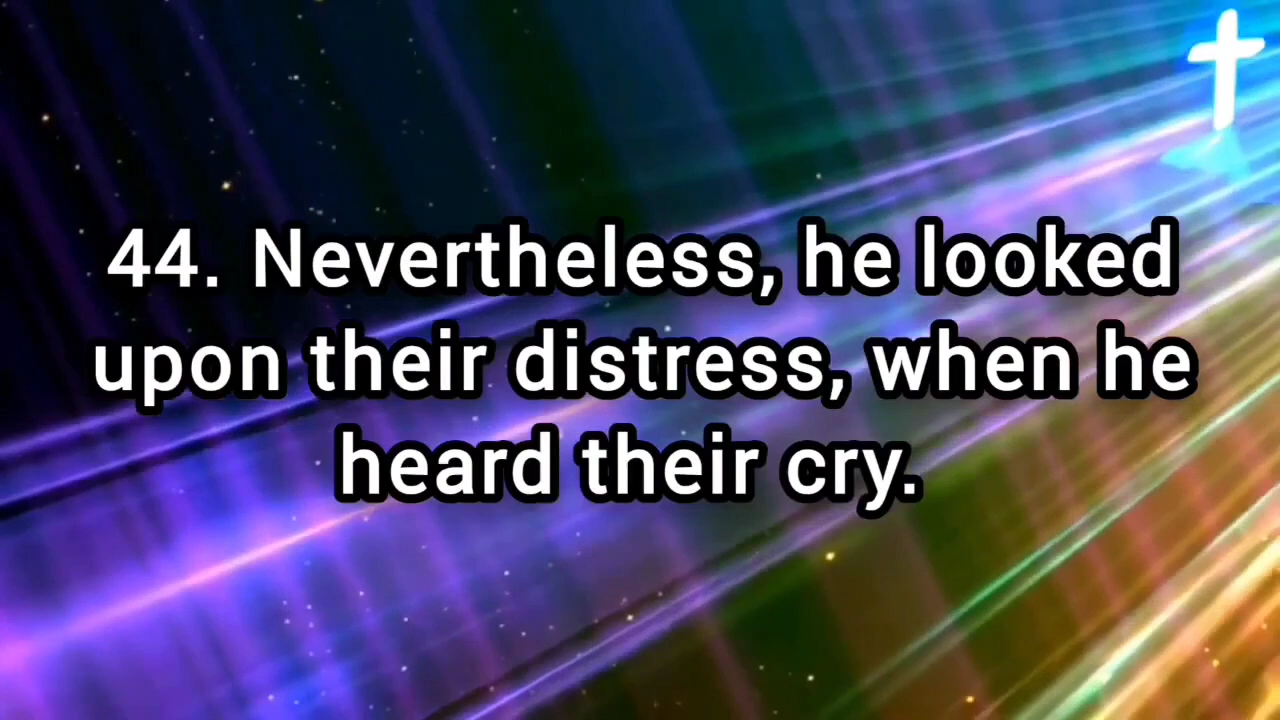 44. Nevertheless, he looked
upon their distress, when he
heard their cry.